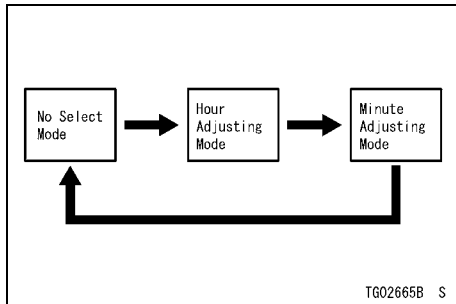 No Select
Mode
Hour
Adjusting
Mode
Minute
Adjusting
Mode
TG02665B S